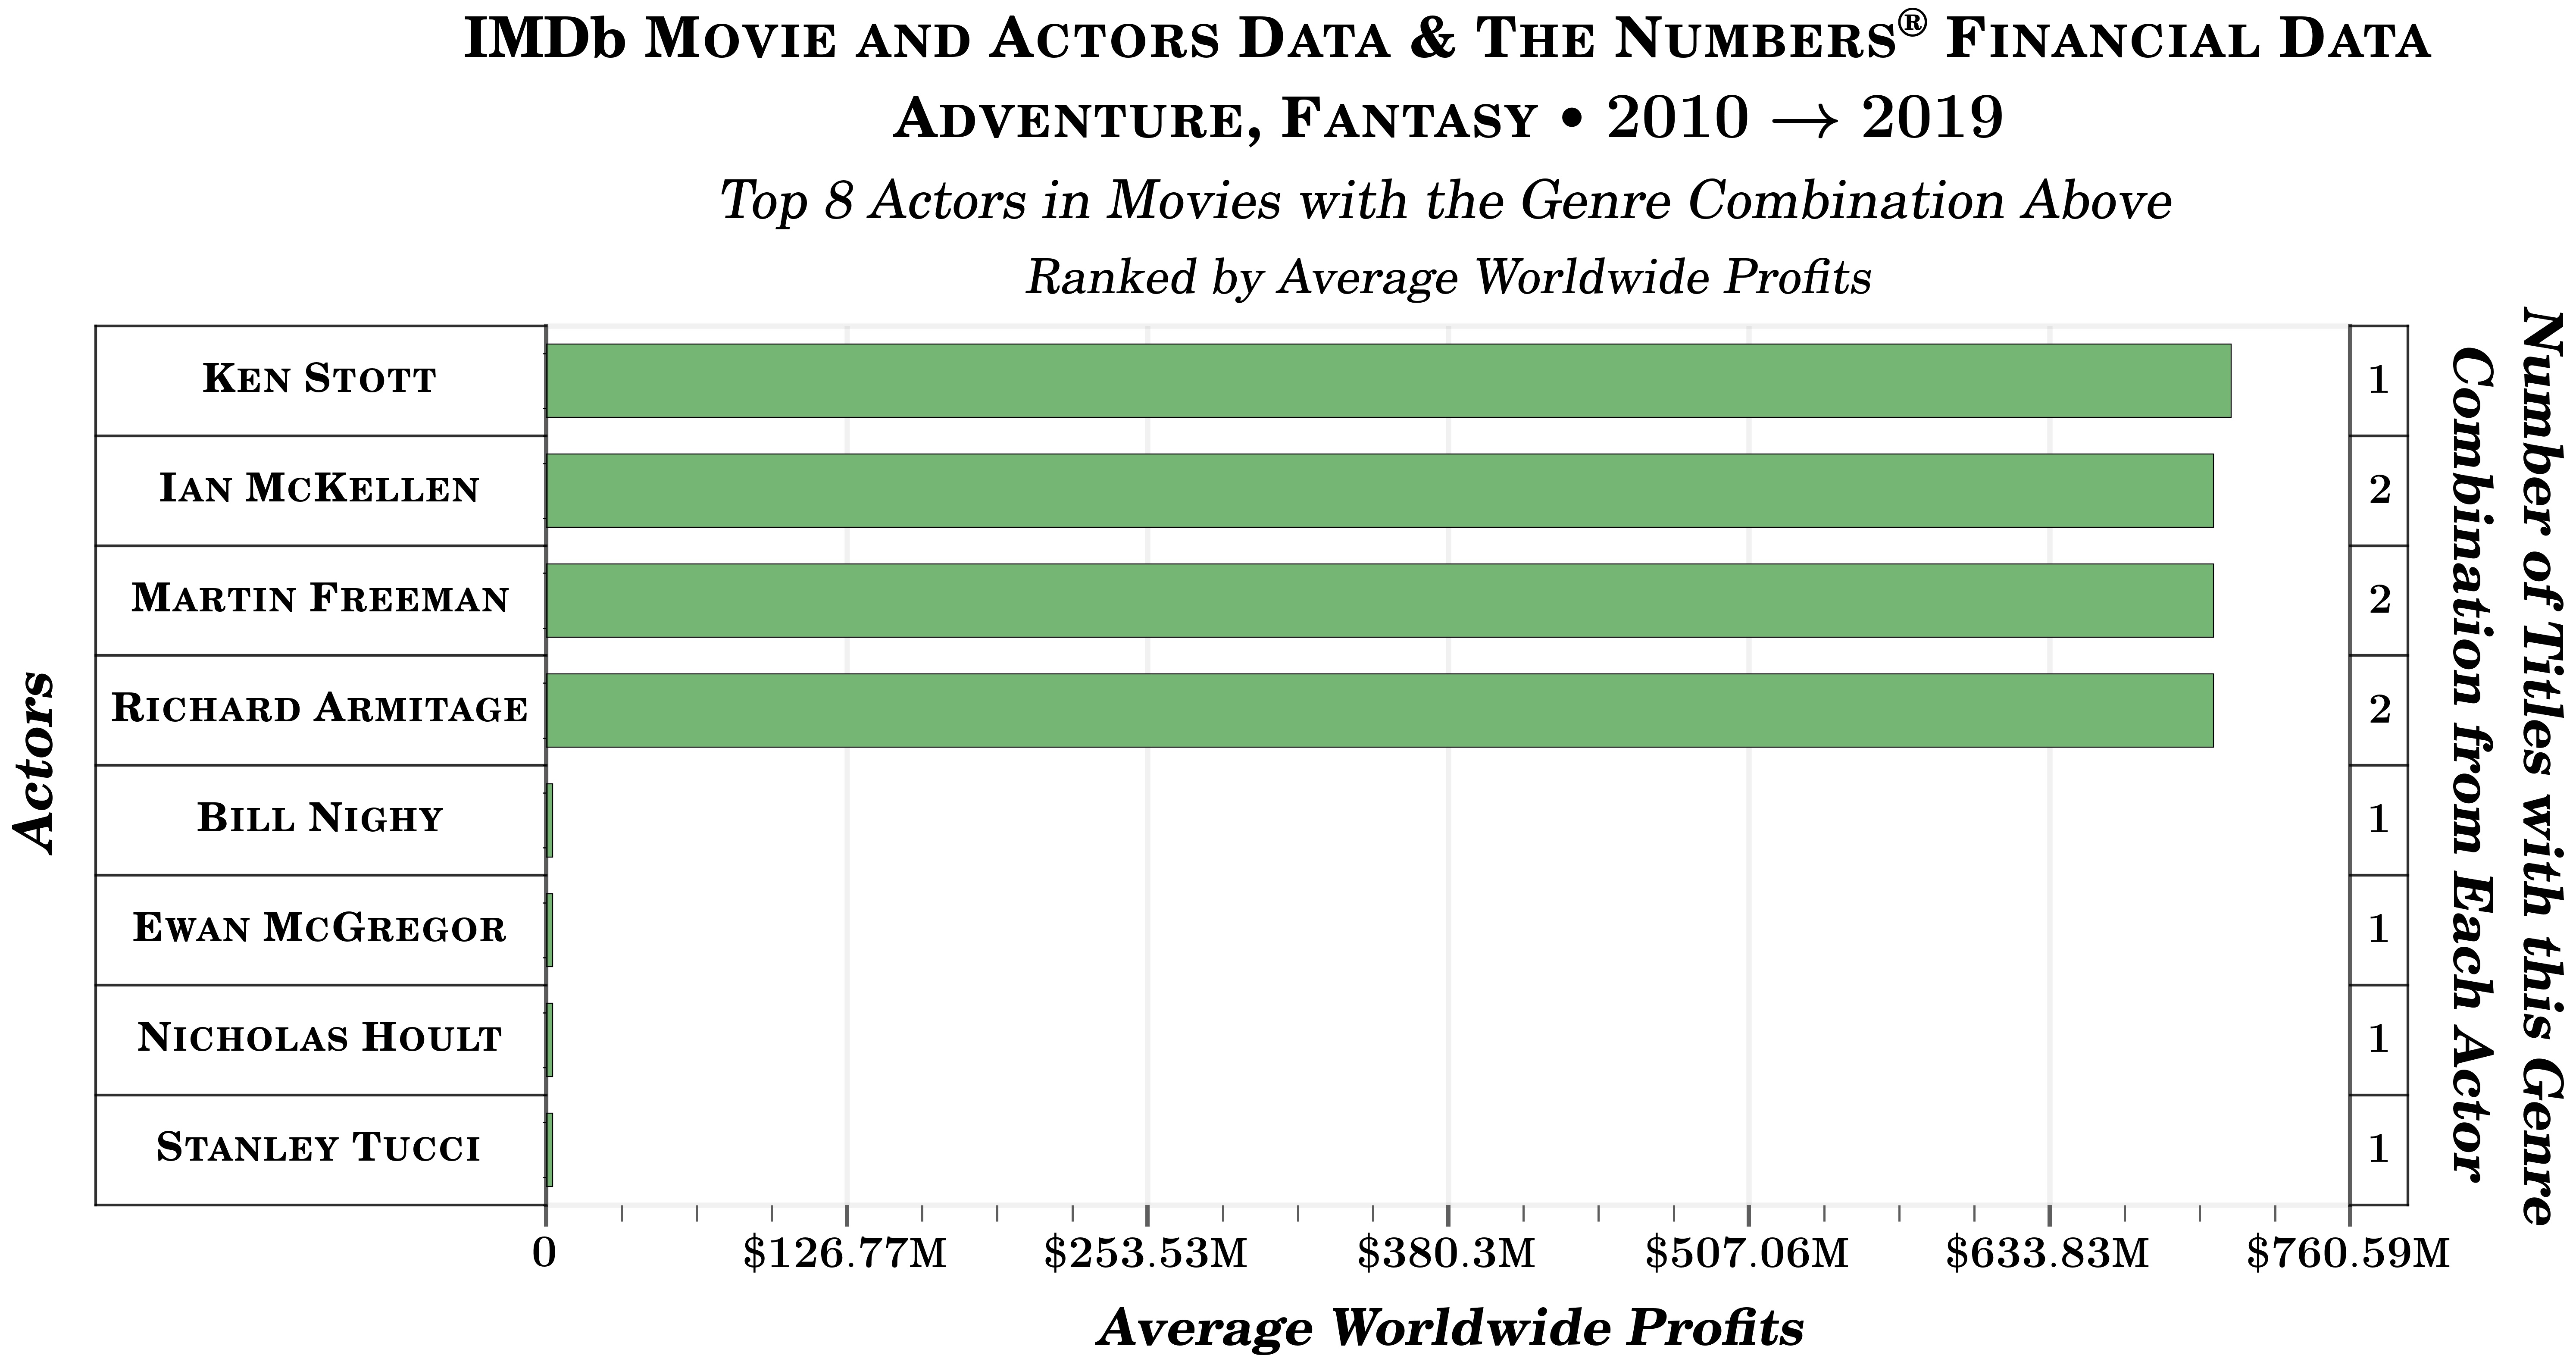 IMDb Movie and Actors Data & The Numbers® Financial Data
Adventure, Fantasy • 2010 → 2019
Top 8 Actors in Movies with the Genre Combination Above
Ranked by Average Worldwide Profits
Actors
Ken Stott
1
Ian McKellen
2
Martin Freeman
2
Richard Armitage
2
Bill Nighy
1
Ewan McGregor
1
Nicholas Hoult
1
Stanley Tucci
1
Number of Titles with this Genre
Combination from Each Actor
0 $126.77M $253.53M $380.3M $507.06M $633.83M $760.59M
Average Worldwide Profits